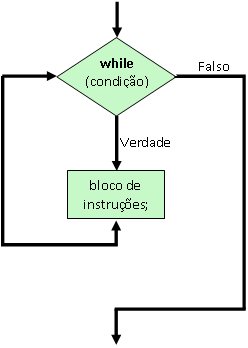 while
(condição)
Falso
Verdade
bloco de
instruções;